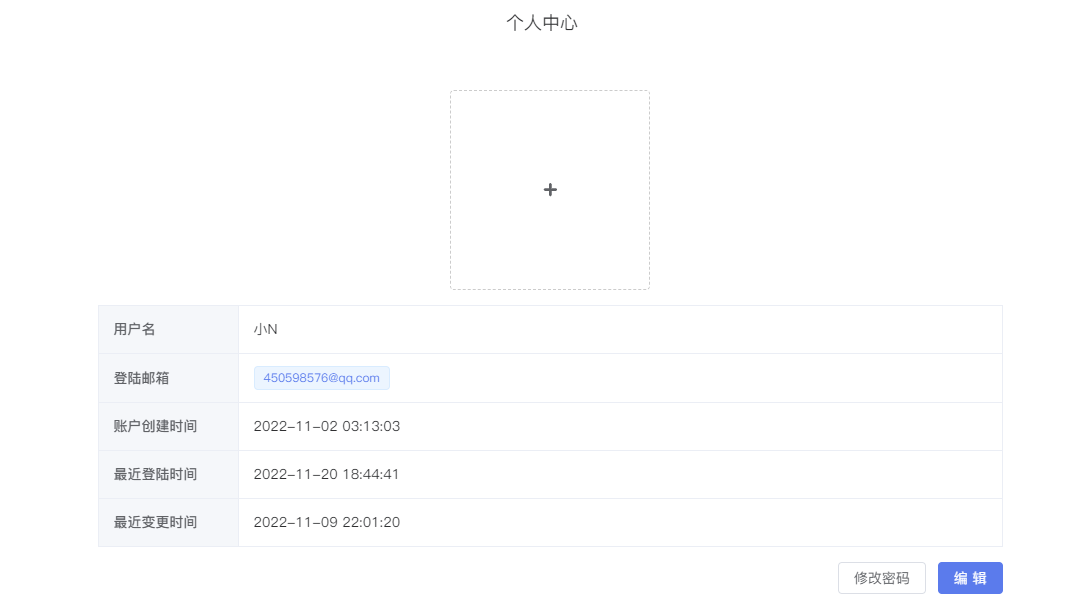 个人中心
用户名 小N
登陆邮箱 450598576@qq.com
账户创建时间 2022-11-02 03:13:03
最近登陆时间 2022-11-20 18:44:41
最近变更时间 2022-11-09 22:01:20
修改密码 编 辑